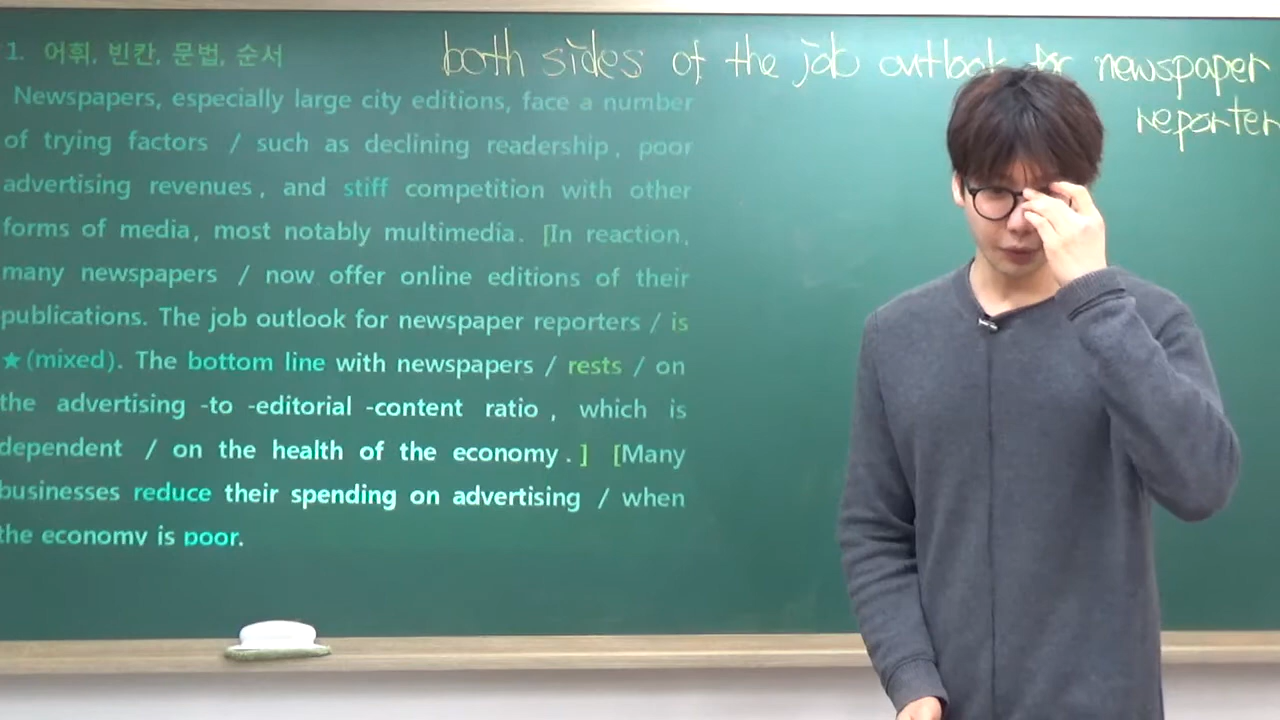 both sides of the job outlook for newspaper
reporter
1. 어휘, 빈칸, 문법, 순서
Newspapers, especially large city editions, face a number
of trying factors / such as declining readership, poor
advertising revenues, and stiff competition with other
forms of media, most notably multimedia. [In reaction,
many newspapers / now offer online editions of their
publications. The job outlook for newspaper reporters / is
★(mixed). The bottom line with newspapers / rests / on
the advertising -to -editorial -content ratio, which is
dependent / on the health of the economy.] [Many
businesses reduce their spending on advertising / when
the economy is poor.